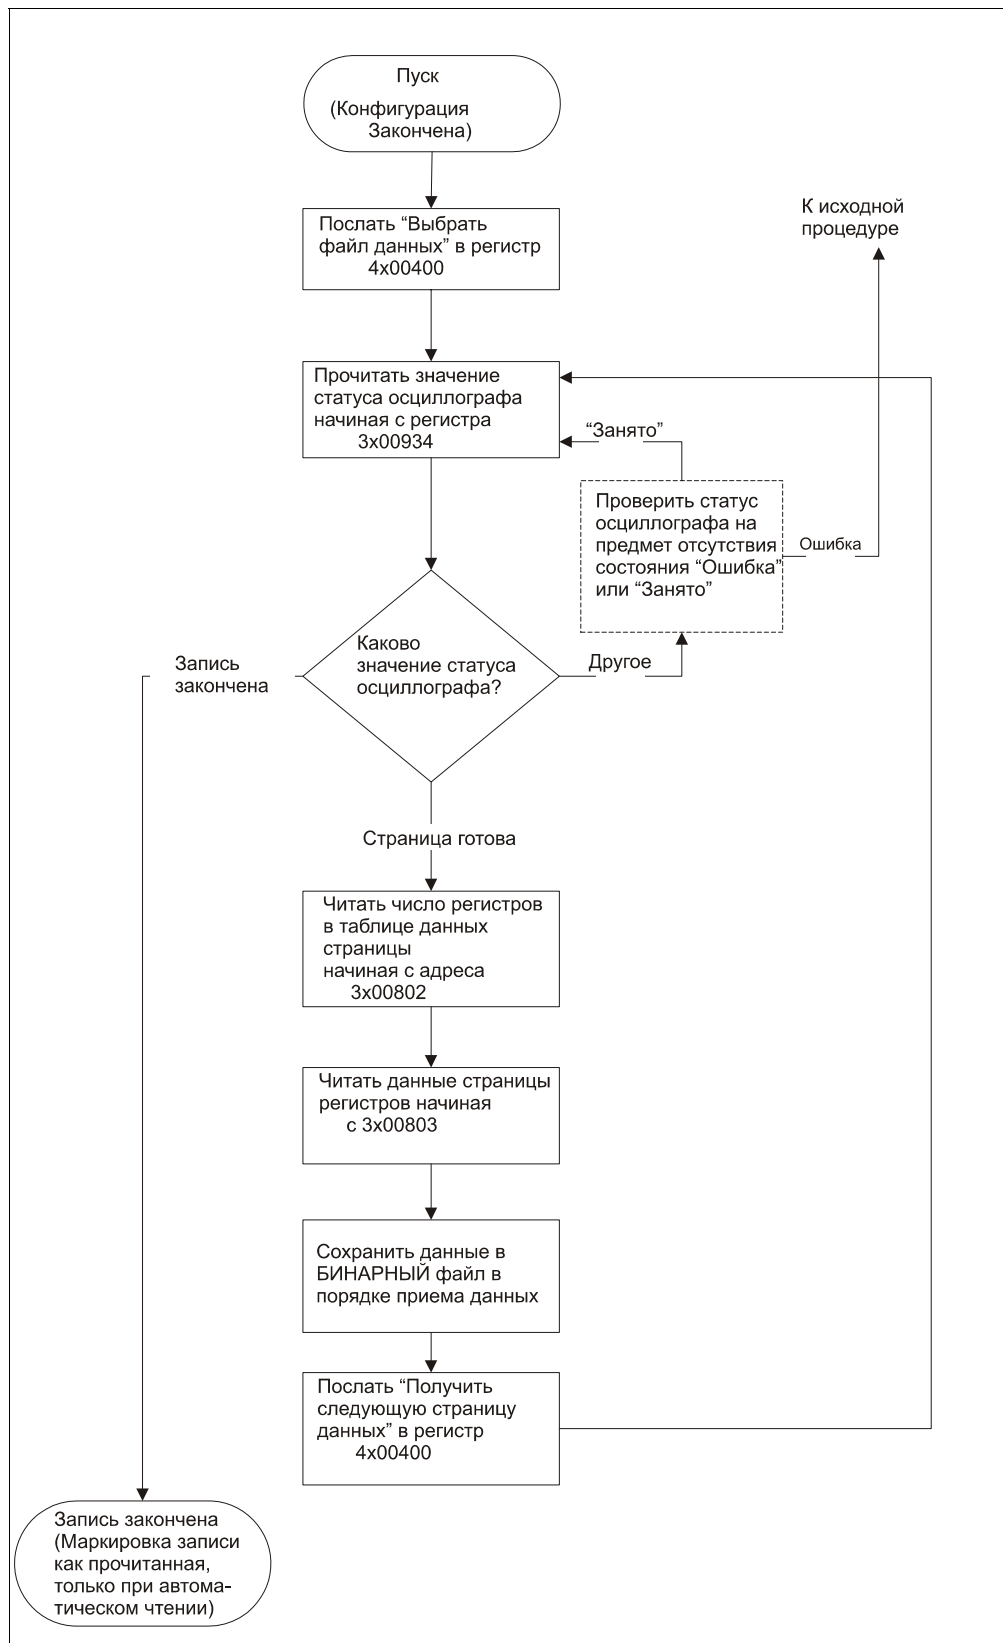 Пуск
(Конфигурация
Закончена)
Послать “Выбрать
файл данных” в регистр
4x00400
К исходной
процедуре
Прочитать значение
статуса осциллографа
начиная с регистра
3x00934
“Занято”
Проверить статус
осциллографа на
предмет отсутствия
состояния “Ошибка”
или “Занято”
Ошибка
Каково
значение статуса
осциллографа?
Запись
закончена
Другое
Страница готова
Читать число регистров
в таблице данных
страницы
начиная с адреса
3x00802
Читать данные страницы
регистров начиная
с 3x00803
Сохранить данные в
БИНАРНЫЙ файл в
порядке приема данных
Послать “Получить
следующую страницу
данных” в регистр
4x00400
Запись закончена
(Маркировка записи
как прочитанная,
только при автома-
тическом чтении)